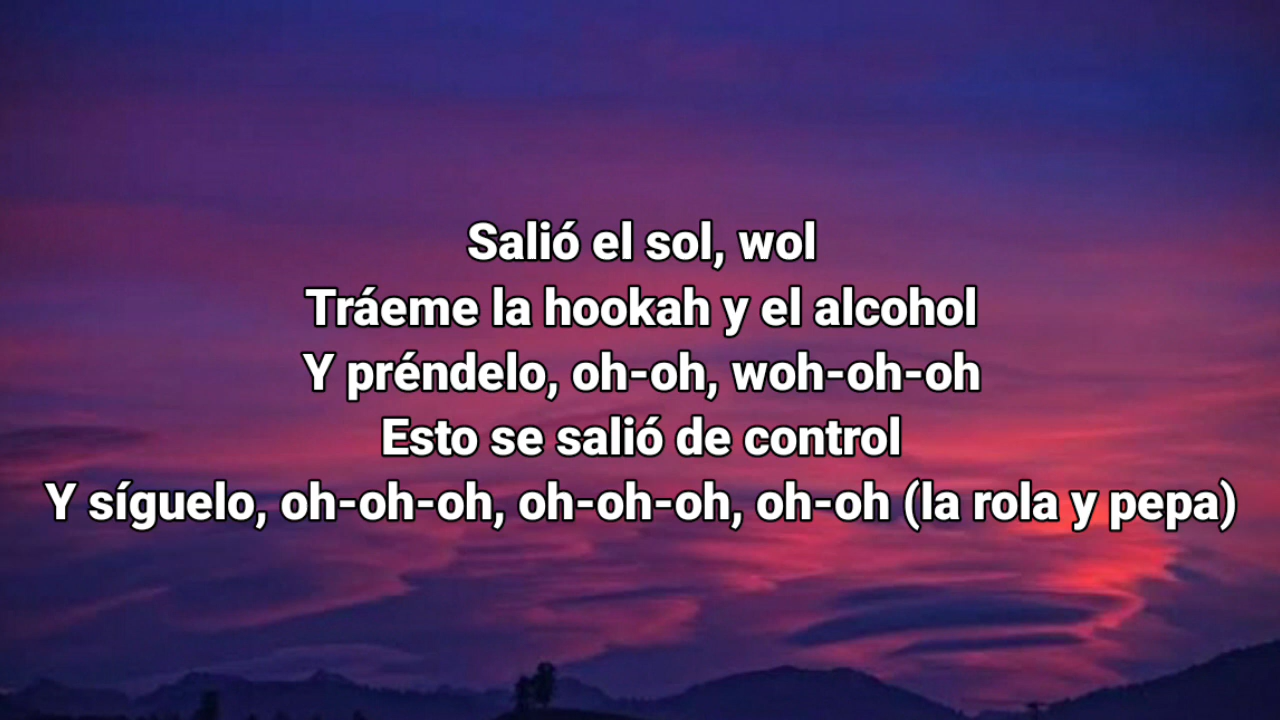 Salió el sol, wol
Tráeme la hookah y el alcohol
Y préndelo, oh-oh, woh-oh-oh
Esto se salió de control
Y síguelo, oh-oh-oh, oh-oh-oh, oh-oh (la rola y pepa)